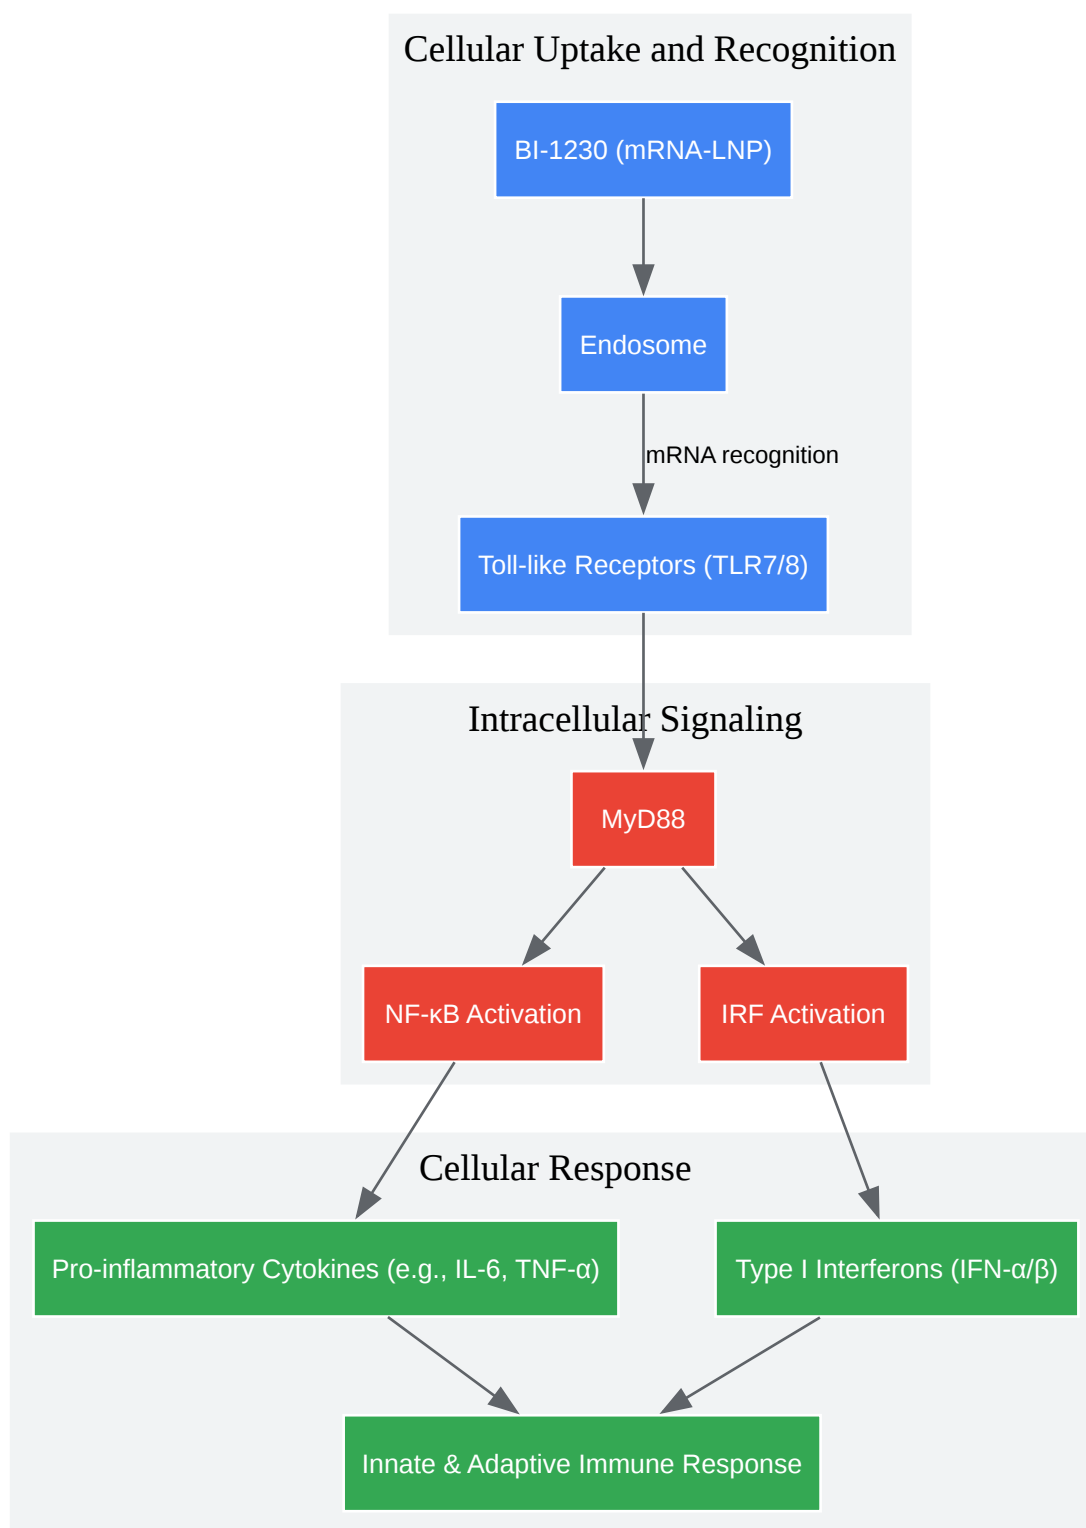 Cellular Uptake and Recognition
BI-1230 (mRNA-LNP)
Endosome
mRNA recognition
Toll-like Receptors (TLR7/8)
Intracellular Signaling
MyD88
NF-κB Activation
IRF Activation
Cellular Response
Pro-inflammatory Cytokines (e.g., IL-6, TNF-α)
Type I Interferons (IFN-α/β)
Innate & Adaptive Immune Response